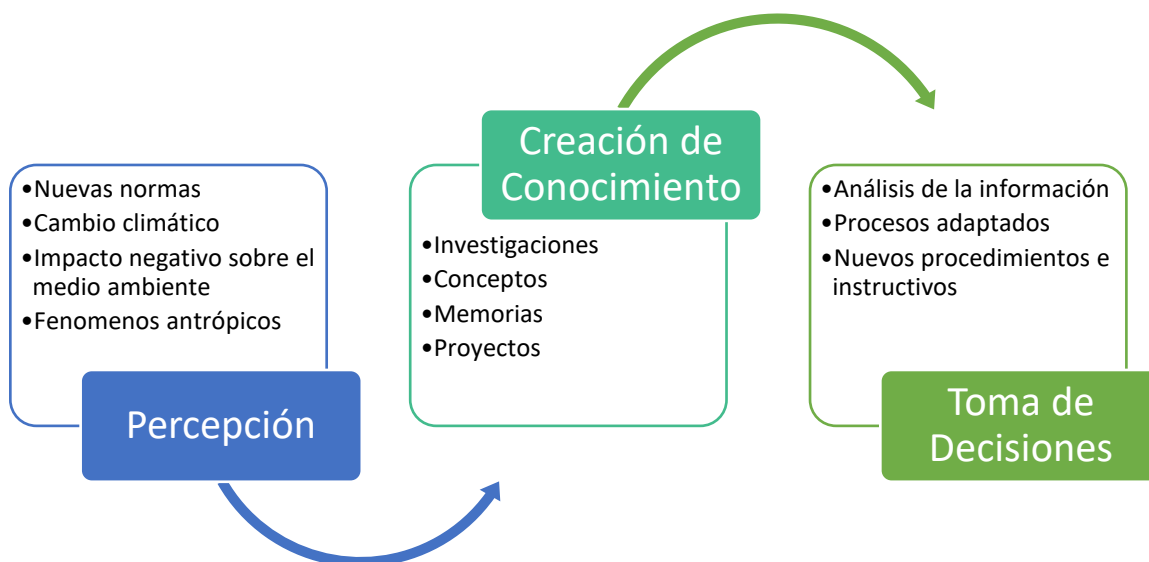 •Nuevas normas
•Cambio climático
•Impacto negativo sobre el
medio ambiente
•Fenomenos antrópicos
Percepción
Creación de
Conocimiento
•Investigaciones
•Conceptos
•Memorias
•Proyectos
•Análisis de la información
•Procesos adaptados
•Nuevos procedimientos e
instructivos
Toma de
Decisiones